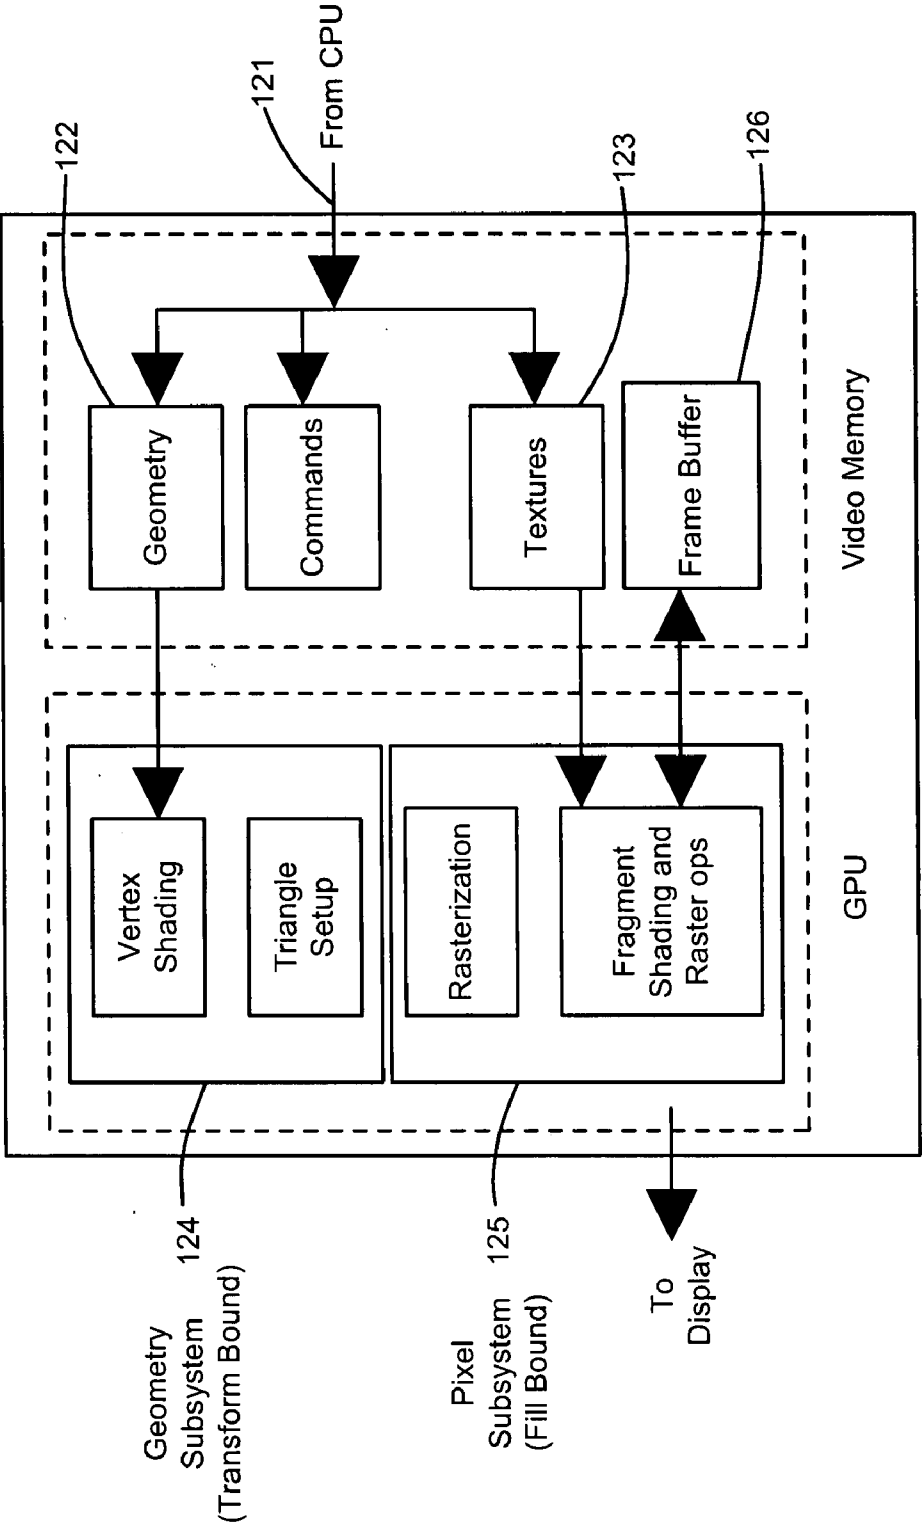 Geometry
Subsystem
(Transform Bound)
124
Vertex
Shading
Triangle
Setup
Geometry
122
Commands
From CPU
121
Pixel
Subsystem
(Fill Bound)
125
Rasterization
Fragment
Shading and
Raster ops
Textures
123
Frame Buffer
126
To
Display
GPU
Video Memory